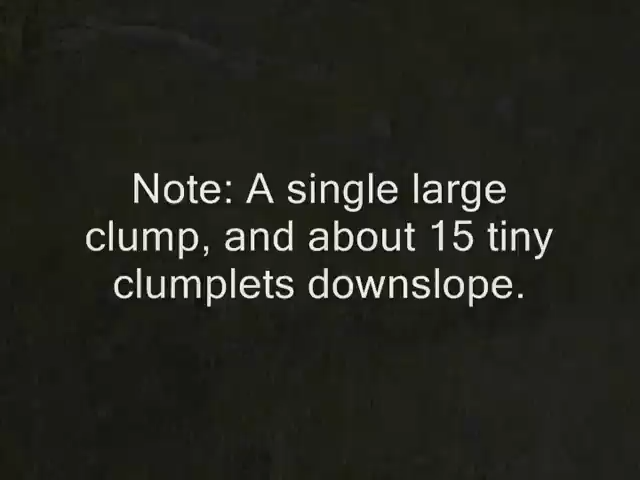 Note: A single large
clump, and about 15 tiny
clumplets downslope.